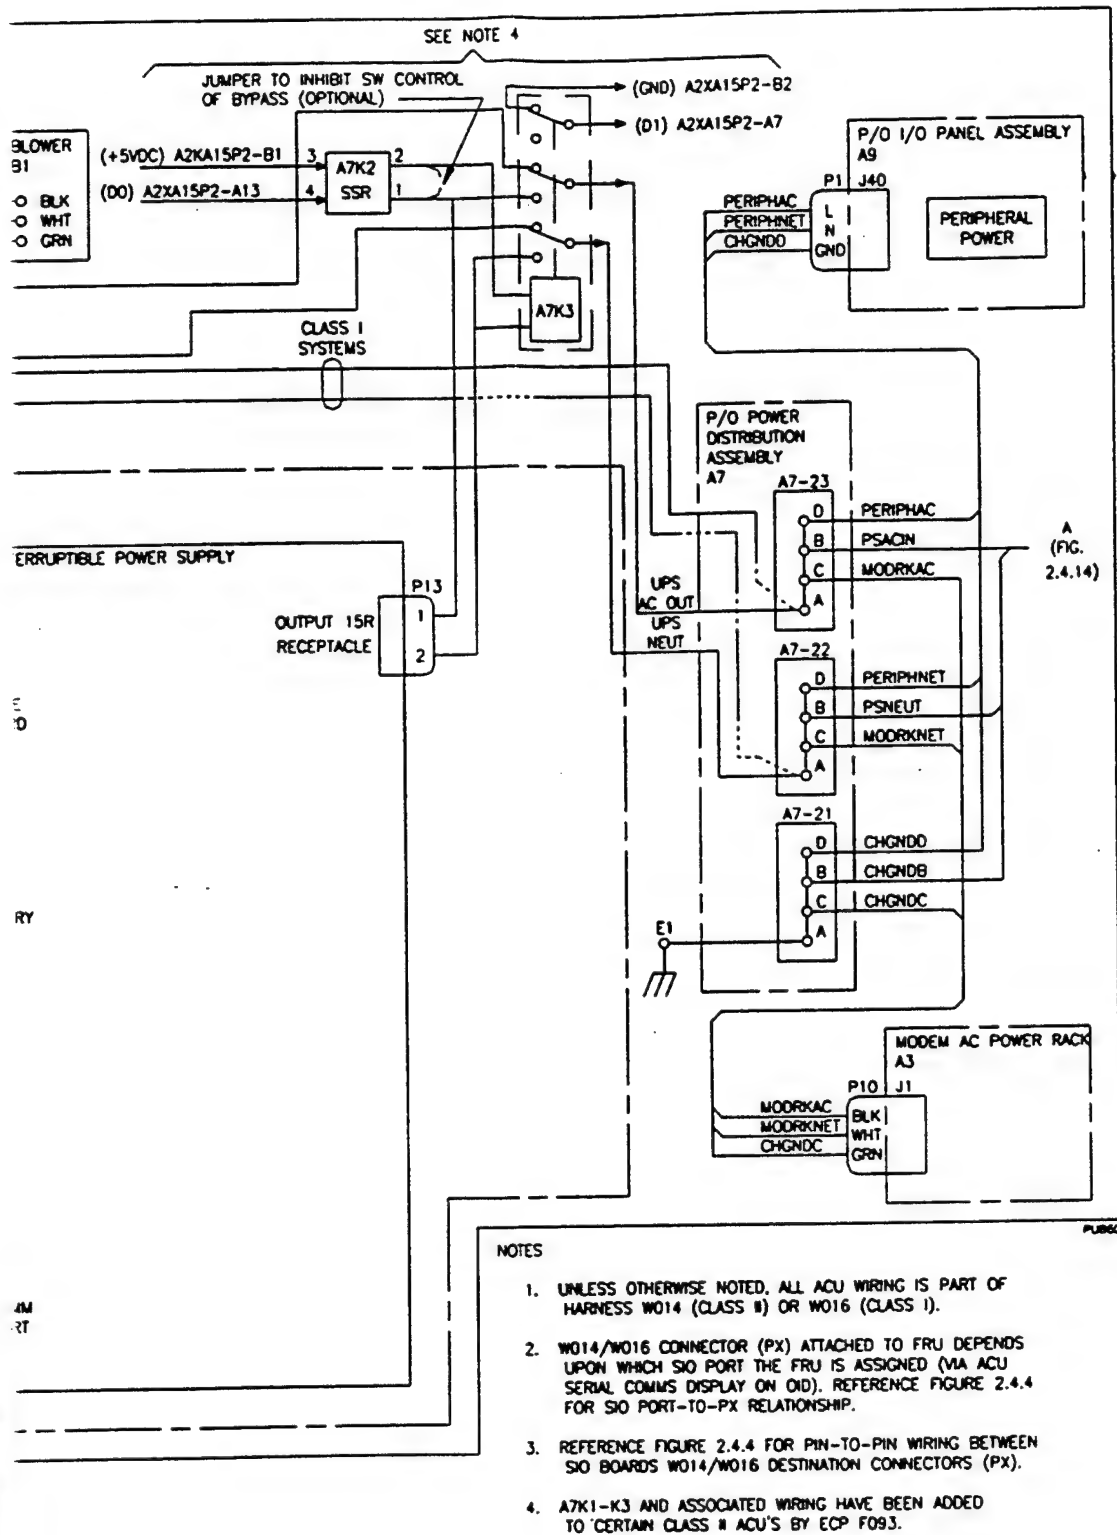 SEE NOTE 4
JUMPER TO INHIBIT SW CONTROL
OF BYPASS (OPTIONAL)
(GND) A2XA15P2-B2
(D1) A2XA15P2-A7
BLOWER
B1
BLK
WHT
GRN
(+5VDC) A2KA15P2-B1
(D0) A2XA15P2-A13
3
4
A7K2
SSR
2
1
A7K3
CLASS I
SYSTEMS
P/O I/O PANEL ASSEMBLY
A9
P1 J40
PERIPHAC
PERIPHNET
CHGNDD
L
N
GND
PERIPHERAL
POWER
P/O POWER
DISTRIBUTION
ASSEMBLY
A7
A7-23
D PERIPHAC
B PSACIN
C MODRKAC
A
A
(FIG.
2.4.14)
ERRUPTIBLE POWER SUPPLY
P13
OUTPUT 15R
RECEPTACLE
1
2
UPS
AC OUT
UPS
NEUT
A7-22
D PERIPHNET
B PSNEUT
C MODRKNET
A
A7-21
D CHGNDD
B CHGNDB
C CHGNDC
A
E1
RY
MODEM AC POWER RACK
A3
P10 J1
MODRKAC
MODRKNET
CHGNDC
BLK
WHT
GRN
NOTES
1. UNLESS OTHERWISE NOTED, ALL ACU WIRING IS PART OF
HARNESS W014 (CLASS II) OR W016 (CLASS I).
2. W014/W016 CONNECTOR (PX) ATTACHED TO FRU DEPENDS
UPON WHICH SIO PORT THE FRU IS ASSIGNED (VIA ACU
SERIAL COMMS DISPLAY ON OID). REFERENCE FIGURE 2.4.4
FOR SIO PORT-TO-PX RELATIONSHIP.
3. REFERENCE FIGURE 2.4.4 FOR PIN-TO-PIN WIRING BETWEEN
SIO BOARDS W014/W016 DESTINATION CONNECTORS (PX).
4. A7K1-K3 AND ASSOCIATED WIRING HAVE BEEN ADDED
TO CERTAIN CLASS II ACU'S BY ECP F093.